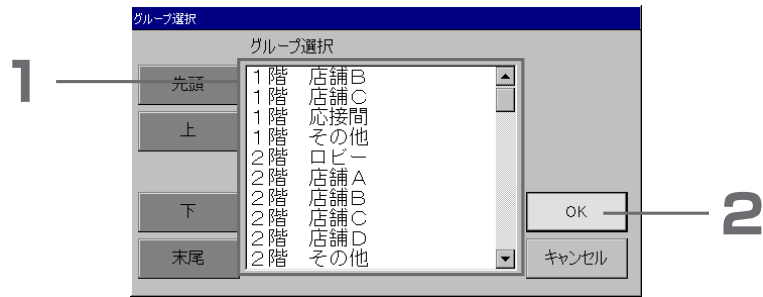 グループ選択
グループ選択
1
先頭
上
下
末尾
1階 店舗B
1階 店舗C
1階 応接間
1階 その他
2階 ロビー
2階 店舗A
2階 店舗B
2階 店舗C
2階 店舗D
2階 その他
OK
2
キャンセル